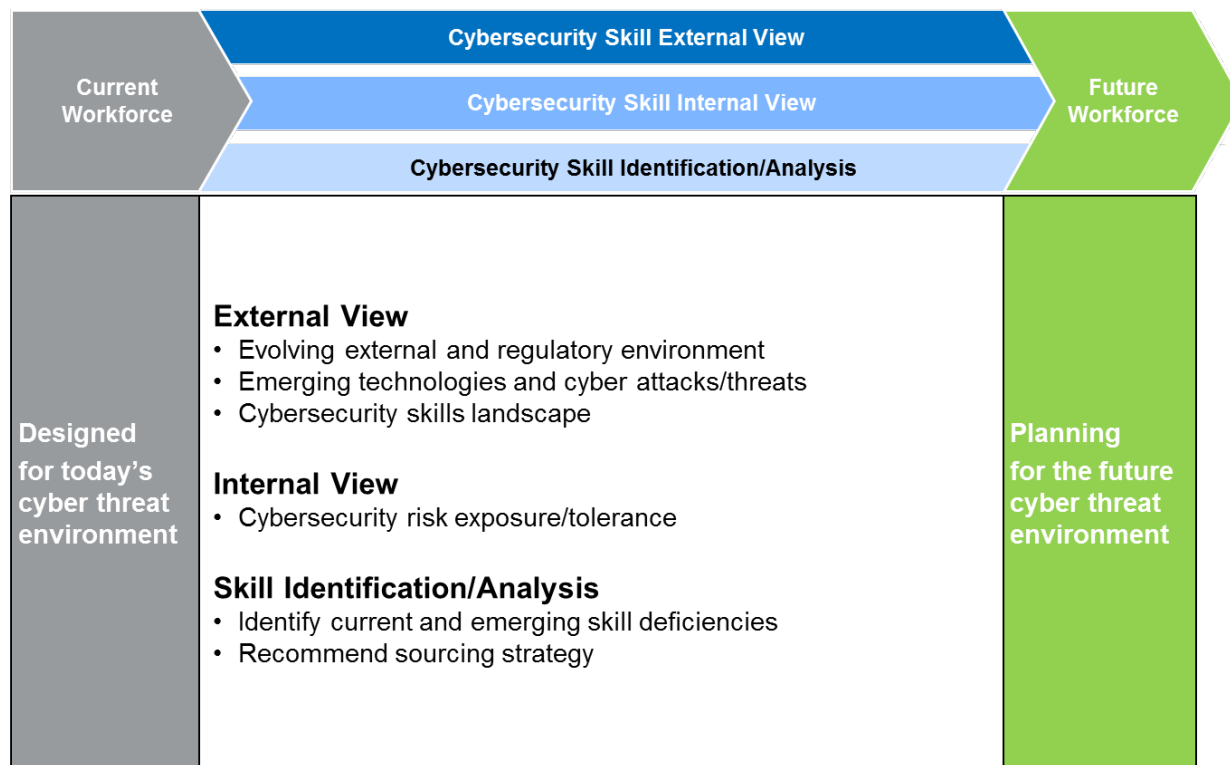 Cybersecurity Skill External View
Current
Workforce
Cybersecurity Skill Internal View
Future
Workforce
Cybersecurity Skill Identification/Analysis
Designed
for today's
cyber threat
environment
External View
• Evolving external and regulatory environment
• Emerging technologies and cyber attacks/threats
• Cybersecurity skills landscape
Internal View
• Cybersecurity risk exposure/tolerance
Skill Identification/Analysis
• Identify current and emerging skill deficiencies
• Recommend sourcing strategy
Planning
for the future
cyber threat
environment